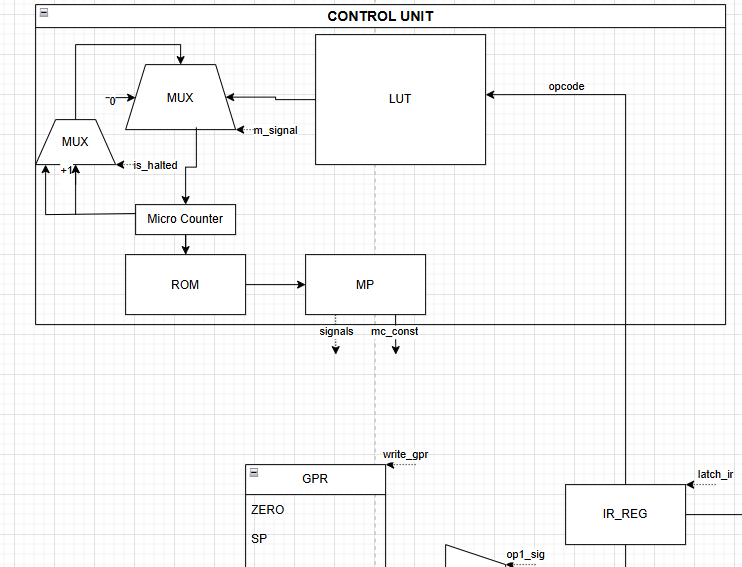 CONTROL UNIT
opcode
MUX
LUT
0
m_signal
MUX
is_halted
+1
Micro Counter
ROM
MP
signals
mc_const
write_gpr
GPR
latch_ir
ZERO
IR_REG
SP
op1_sig